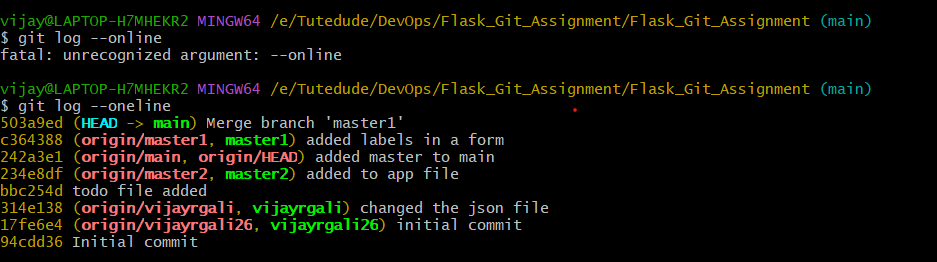 vijay@LAPTOP-H7MHEKR2 MINGW64 /e/Tutedude/DevOps/Flask_Git_Assignment/Flask_Git_Assignment (main)
$ git log --online
fatal: unrecognized argument: --online
vijay@LAPTOP-H7MHEKR2 MINGW64 /e/Tutedude/DevOps/Flask_Git_Assignment/Flask_Git_Assignment (main)
$ git log --oneline
503a9ed (HEAD -> main) Merge branch 'master1'
c364388 (origin/master1, master1) added labels in a form
242a3e1 (origin/main, origin/HEAD) added master to main
234e8df (origin/master2, master2) added to app file
bbc254d todo file added
314e138 (origin/vijayrgali, vijayrgali) changed the json file
17fe6e4 (origin/vijayrgali26, vijayrgali26) initial commit
94cdd36 Initial commit